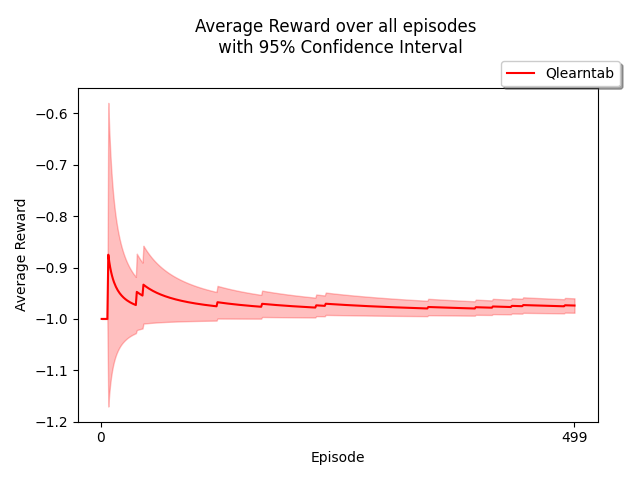 Average Reward over all episodes
with 95% Confidence Interval
Qlearntab
−0.6
−0.7
−0.8
−0.9
−1.0
−1.1
−1.2
Average Reward
0
499
Episode